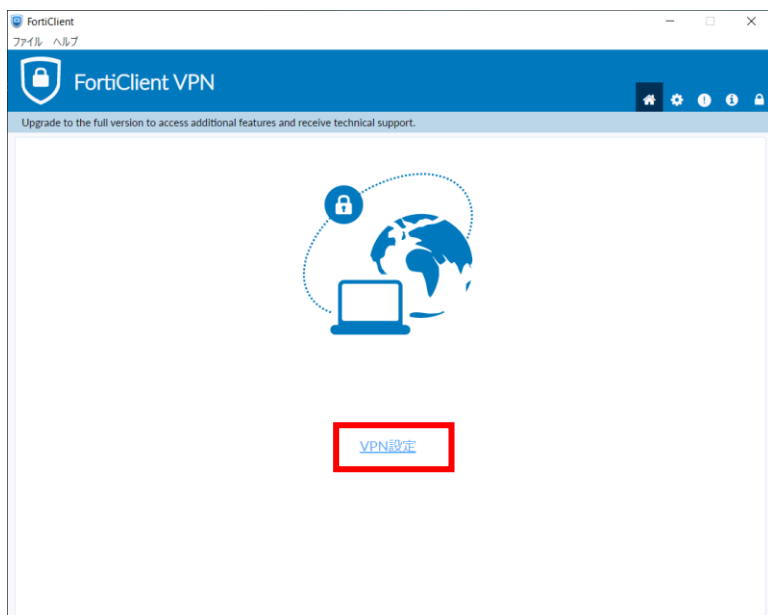 FortiClient
ファイル ヘルプ
FortiClient VPN
Upgrade to the full version to access additional features and receive technical support.
VPN設定